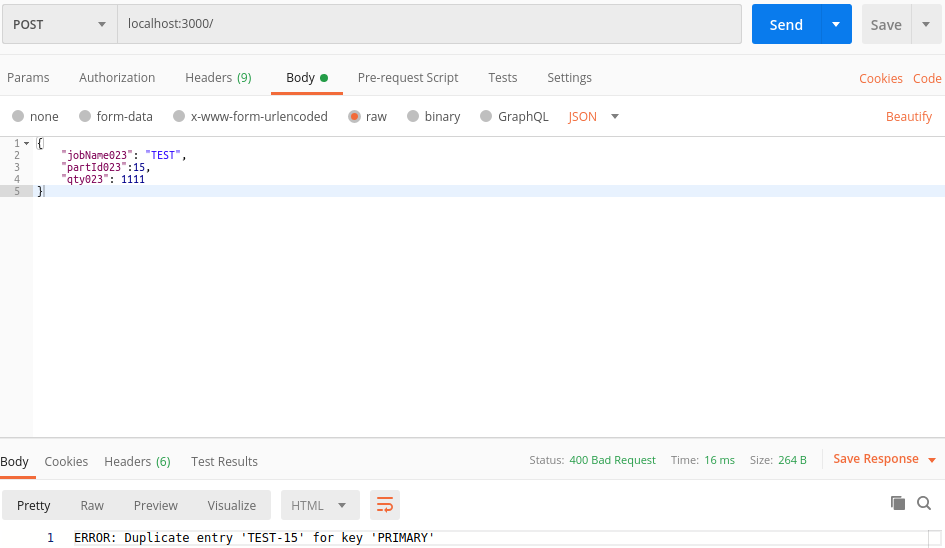 POST localhost:3000/ Send Save
Params Authorization Headers (9) Body Pre-request Script Tests Settings Cookies Code
none form-data x-www-form-urlencoded raw binary GraphQL JSON Beautify
1 {
2 "jobName023": "TEST",
3 "partId023":15,
4 "qty023": 1111
5 }
Body Cookies Headers (6) Test Results Status: 400 Bad Request Time: 16 ms Size: 264 B Save Response
Pretty Raw Preview Visualize HTML
1 ERROR: Duplicate entry 'TEST-15' for key 'PRIMARY'